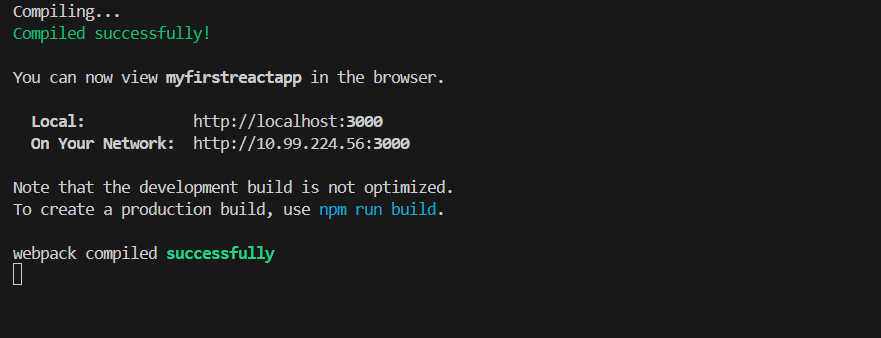 Compiling...
Compiled successfully!
You can now view myfirstreactapp in the browser.
Local: http://localhost:3000
On Your Network: http://10.99.224.56:3000
Note that the development build is not optimized.
To create a production build, use npm run build.
webpack compiled successfully